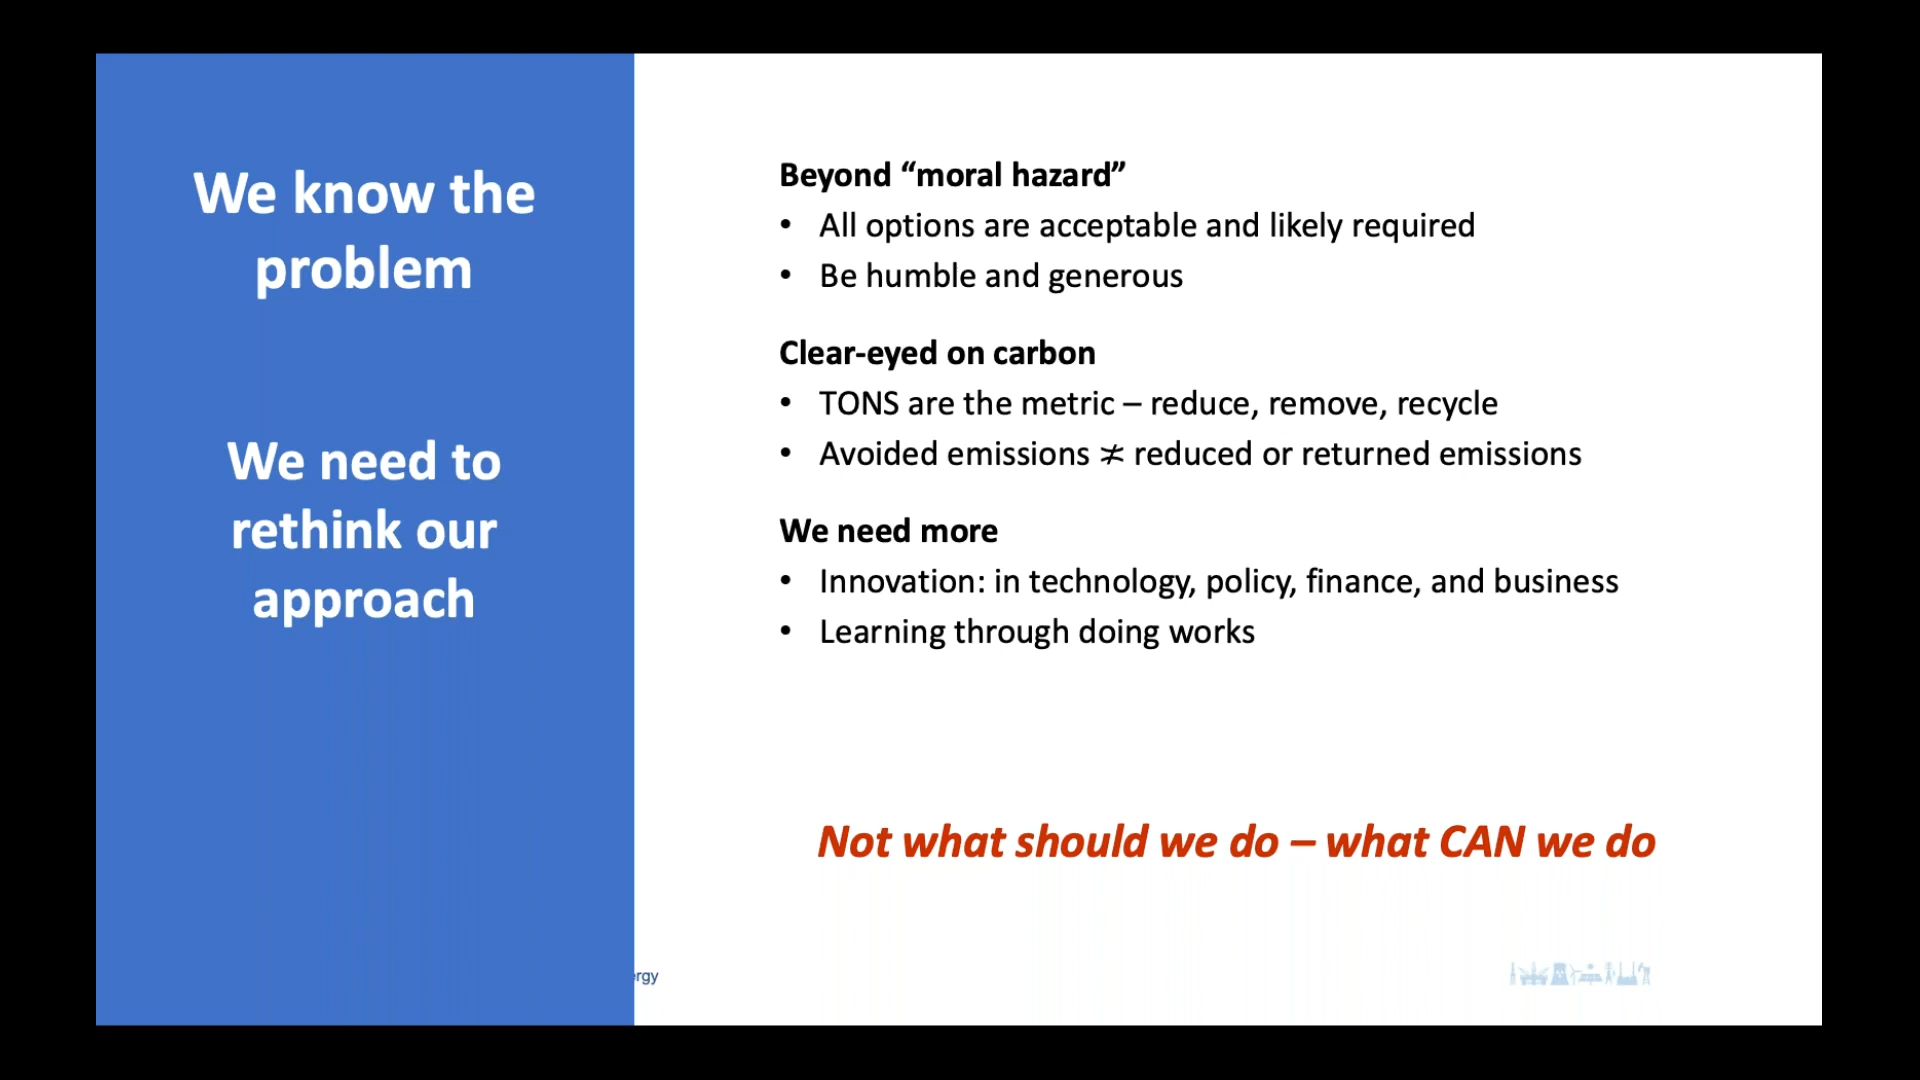 We know the
problem
We need to
rethink our
approach
Beyond “moral hazard”
• All options are acceptable and likely required
• Be humble and generous
Clear-eyed on carbon
• TONS are the metric – reduce, remove, recycle
• Avoided emissions ≠ reduced or returned emissions
We need more
• Innovation: in technology, policy, finance, and business
• Learning through doing works
Not what should we do – what CAN we do
rgy